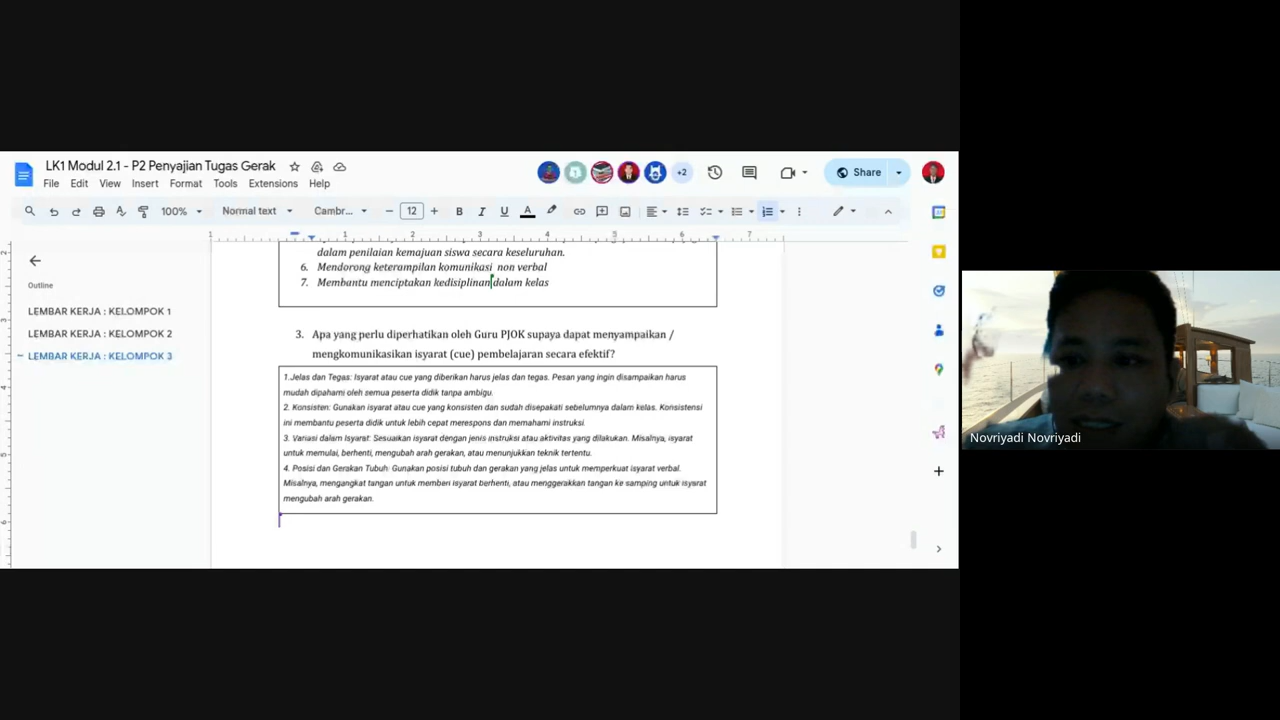 LK1 Modul 2.1 - P2 Penyajian Tugas Gerak
File Edit View Insert Format Tools Extensions Help
+2
Share
100% Normal text Cambr... 12 B I U A
1 1 2 3 4 5 6 7
Outline
LEMBAR KERJA : KELOMPOK 1
LEMBAR KERJA : KELOMPOK 2
LEMBAR KERJA : KELOMPOK 3
dalam penilaian kemajuan siswa secara keseluruhan.
6. Mendorong keterampilan komunikasi non verbal
7. Membantu menciptakan kedisiplinan dalam kelas
3. Apa yang perlu diperhatikan oleh Guru PJOK supaya dapat menyampaikan /
mengkomunikasikan isyarat (cue) pembelajaran secara efektif?
1.Jelas dan Tegas: Isyarat atau cue yang diberikan harus jelas dan tegas. Pesan yang ingin disampaikan harus
mudah dipahami oleh semua peserta didik tanpa ambigu.
2. Konsisten: Gunakan isyarat atau cue yang konsisten dan sudah disepakati sebelumnya dalam kelas. Konsistensi
ini membantu peserta didik untuk lebih cepat merespons dan memahami instruksi.
3. Variasi dalam Isyarat: Sesuaikan isyarat dengan jenis instruksi atau aktivitas yang dilakukan. Misalnya, isyarat
untuk memulai, berhenti, mengubah arah gerakan, atau menunjukkan teknik tertentu.
4. Posisi dan Gerakan Tubuh: Gunakan posisi tubuh dan gerakan yang jelas untuk memperkuat isyarat verbal.
Misalnya, mengangkat tangan untuk memberi isyarat berhenti, atau menggerakkan tangan ke samping untuk isyarat
mengubah arah gerakan.
Novriyadi Novriyadi